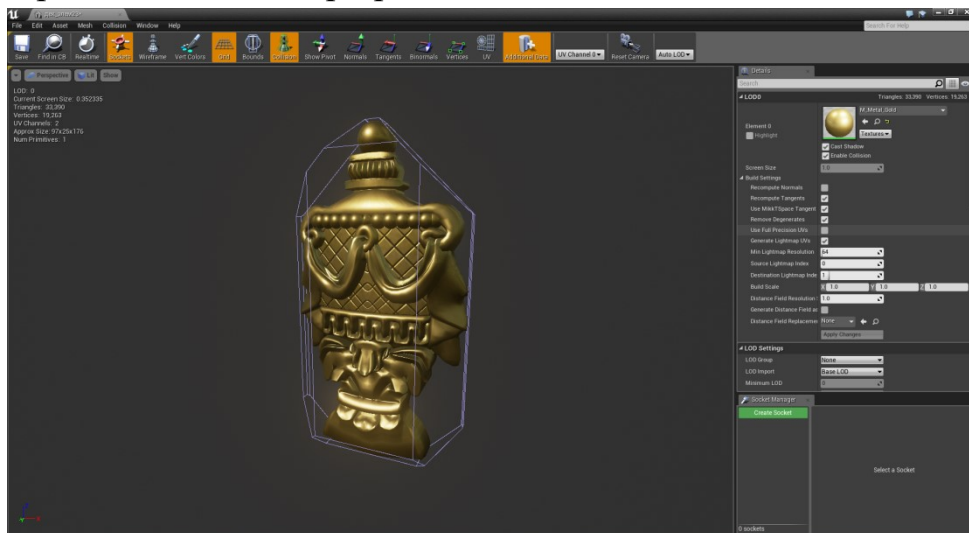 File Edit Asset Mesh Collision Window Help
Search For Help
Save Find in CB Realtime Sockets Wireframe Vert Colors Grid Bounds Collision Show Pivot Normals Tangents Binormals Vertices UV Additional Data UV Channel 0 Reset Camera Auto LOD
Perspective Lit Show
LOD: 0
Current Screen Size: 0.352335
Triangles: 33,390
Vertices: 19,263
UV Channels: 2
Approx Size: 97x25x176
Num Primitives: 1
Details
Search
LOD0 Triangles: 33,390 Vertices: 19,263
Element 0
Highlight
M_Metal_Gold
Textures
Cast Shadow
Enable Collision
Screen Size 1.0
Build Settings
Recompute Normals
Recompute Tangents
Use MikkTSpace Tangent
Remove Degenerates
Use Full Precision UVs
Generate Lightmap UVs
Min Lightmap Resolution 64
Source Lightmap Index 0
Destination Lightmap Inde 1
Build Scale X 1.0 Y 1.0 Z 1.0
Distance Field Resolution 1.0
Generate Distance Field as
Distance Field Replacemen None
Apply Changes
LOD Settings
LOD Group None
LOD Import Base LOD
Minimum LOD 0
Socket Manager
Create Socket
Select a Socket
0 sockets